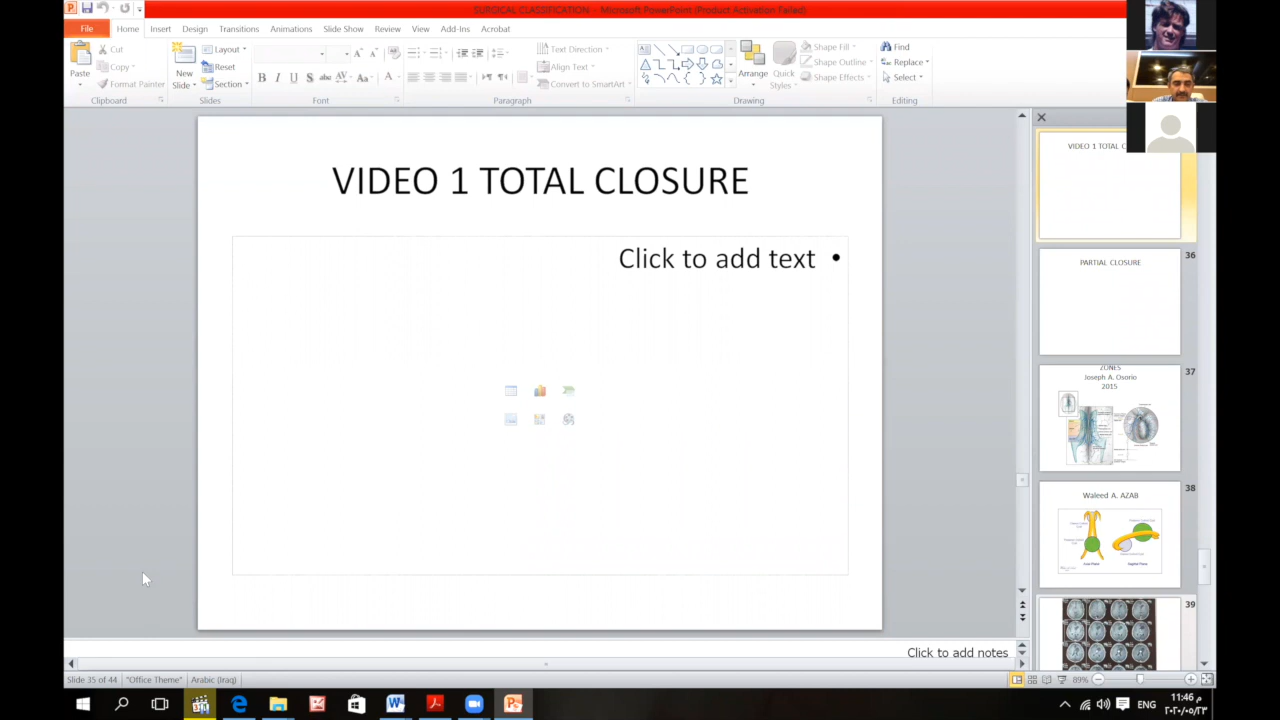 SURGICAL CLASSIFICATION - Microsoft PowerPoint (Product Activation Failed)
File Home Insert Design Transitions Animations Slide Show Review View Add-Ins Acrobat
Paste
Cut
Copy
Format Painter
Clipboard
New
Slide
Layout
Reset
Section
Slides
Font
Text Direction
Align Text
Convert to SmartArt
Paragraph
Arrange
Quick
Styles
Shape Fill
Shape Outline
Shape Effects
Drawing
Find
Replace
Select
Editing
VIDEO 1 TOTAL CLOSURE
Click to add text •
VIDEO 1 TOTAL C
36
PARTIAL CLOSURE
37
ZONES
Joseph A. Osorio
2015
38
Waleed A. AZAB
39
Click to add notes
Slide 35 of 44 "Office Theme" Arabic (Iraq) 89%
ENG
11:46 م
٢٠٢٠/٠٥/٢٣